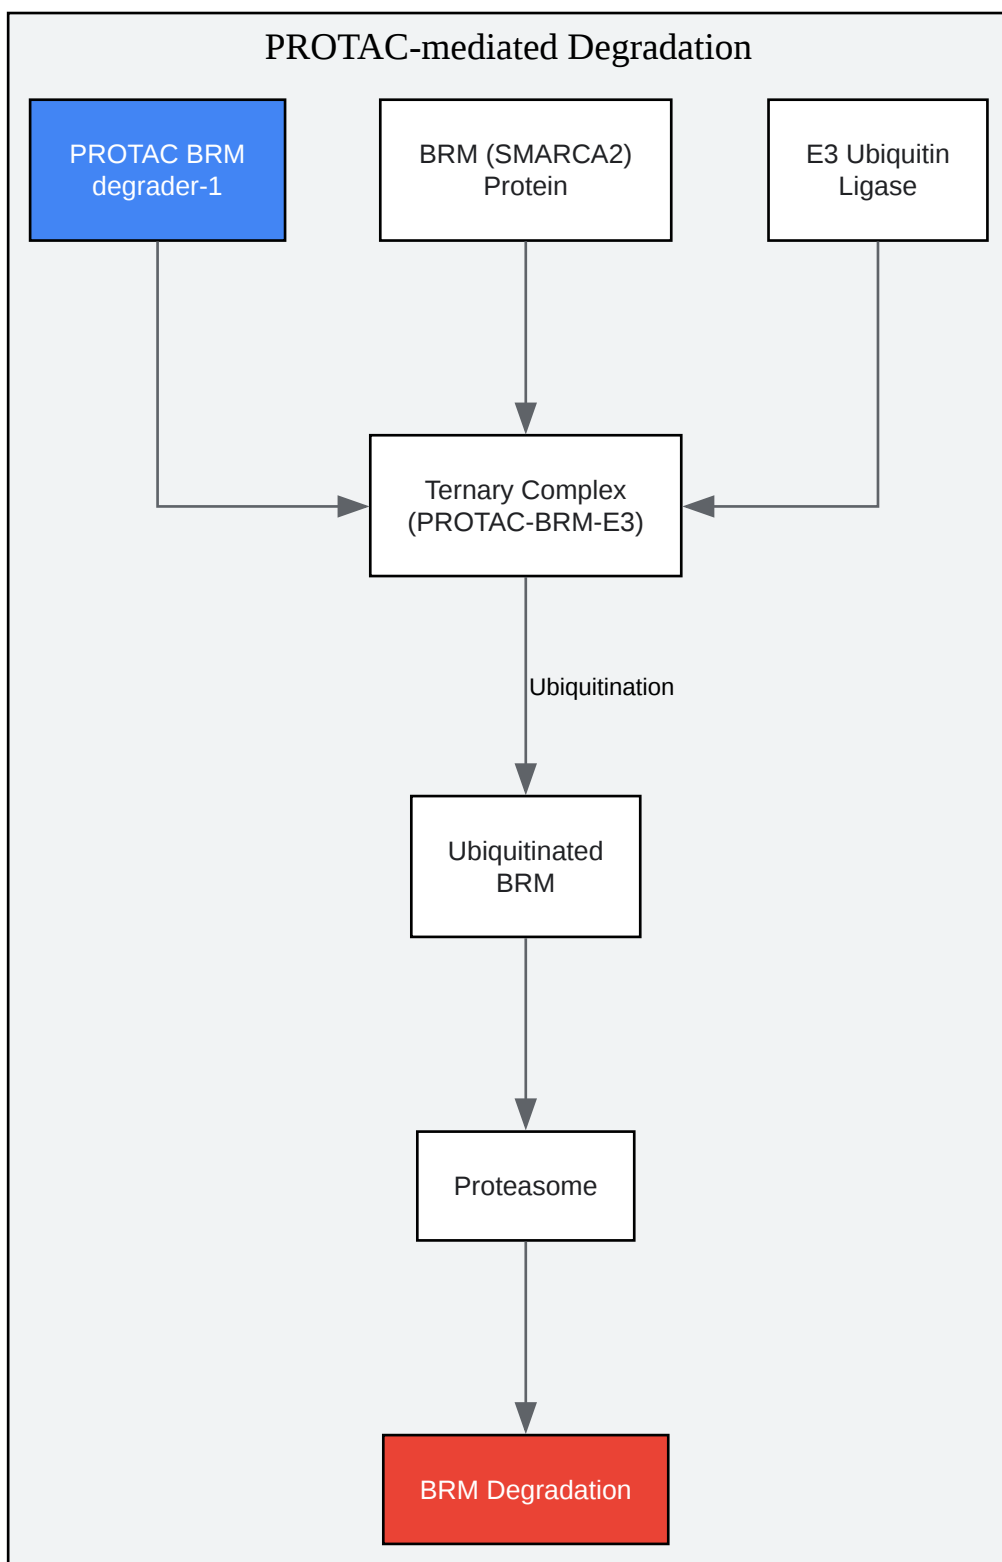 PROTAC-mediated Degradation
PROTAC BRM
degrader-1
BRM (SMARCA2)
Protein
E3 Ubiquitin
Ligase
Ternary Complex
(PROTAC-BRM-E3)
Ubiquitination
Ubiquitinated
BRM
Proteasome
BRM Degradation